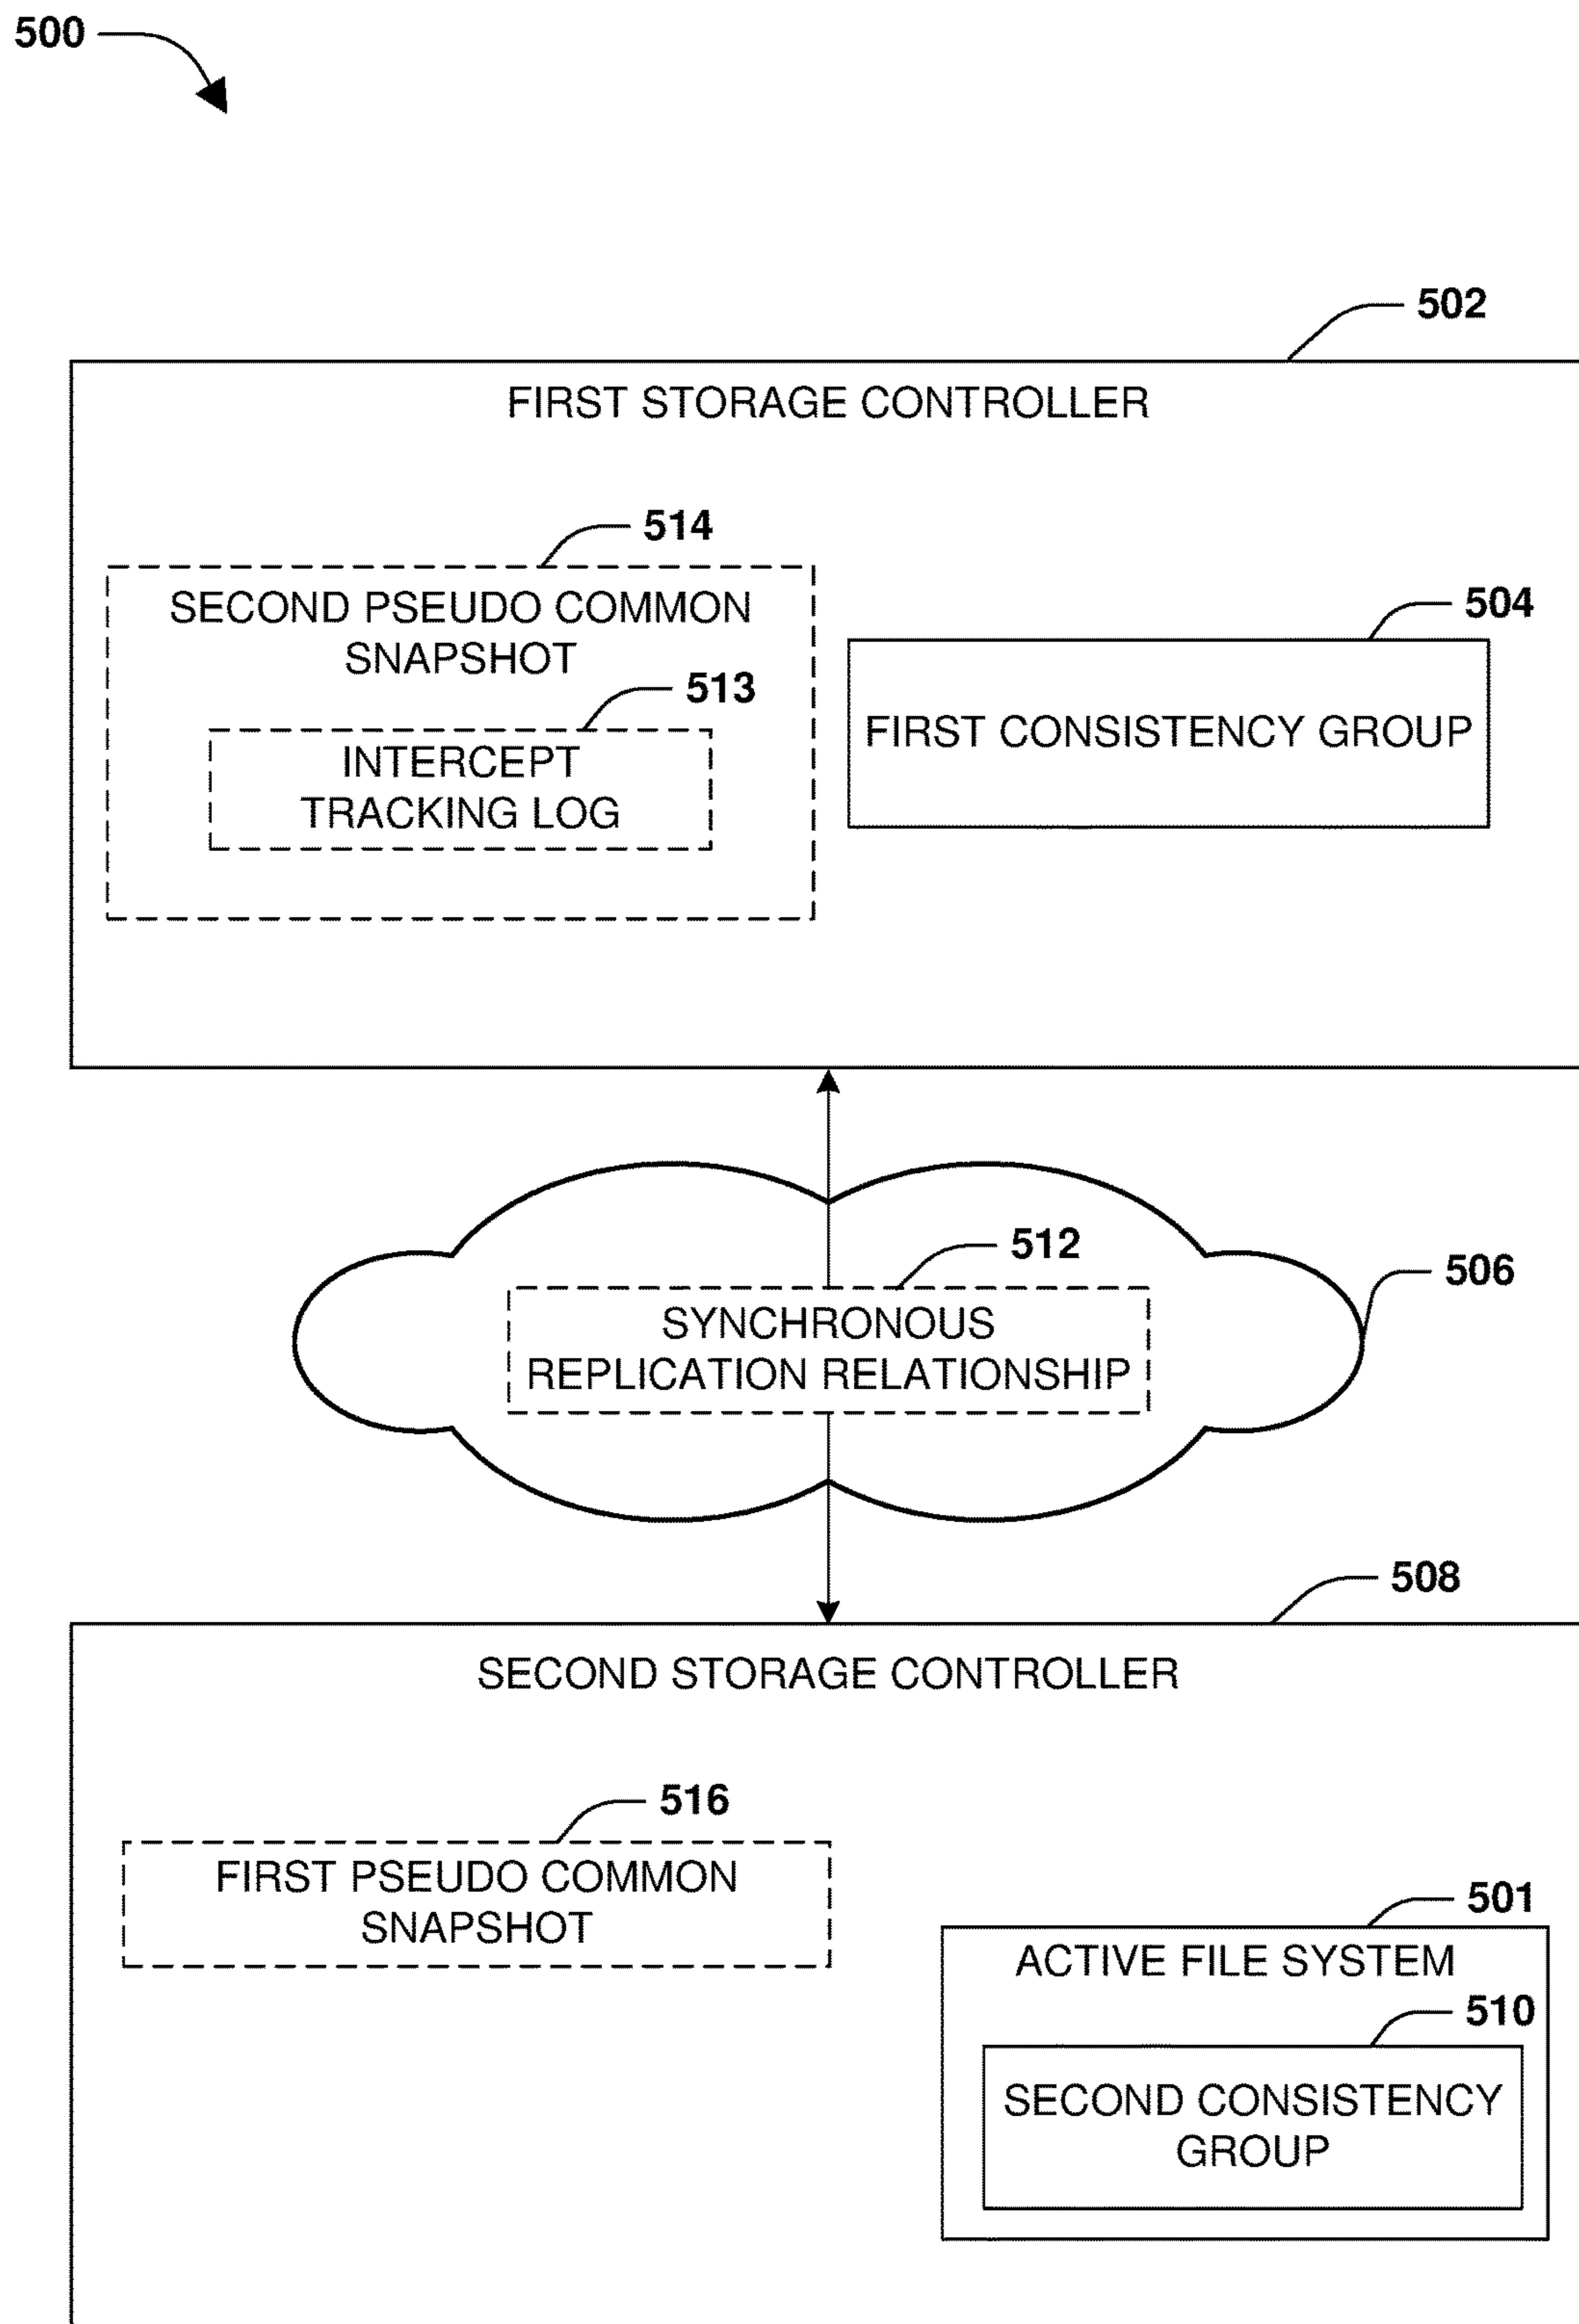 500
502
FIRST STORAGE CONTROLLER
514
SECOND PSEUDO COMMON
SNAPSHOT
513
INTERCEPT
TRACKING LOG
504
FIRST CONSISTENCY GROUP
512
SYNCHRONOUS
REPLICATION RELATIONSHIP
506
508
SECOND STORAGE CONTROLLER
516
FIRST PSEUDO COMMON
SNAPSHOT
501
ACTIVE FILE SYSTEM
510
SECOND CONSISTENCY
GROUP